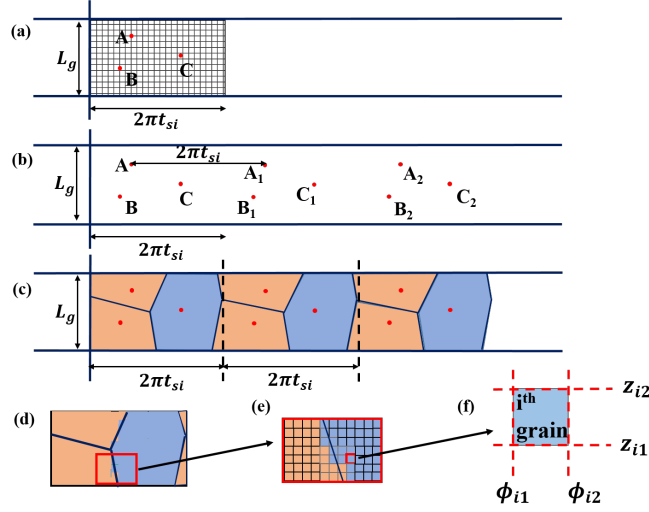 (a)
L_g
A
B
C
2πt_si
(b)
L_g
A
2πt_si
A_1
A_2
B
C
B_1
C_1
B_2
C_2
2πt_si
(c)
L_g
2πt_si
2πt_si
(d)
(e)
(f)
i^th
grain
z_i2
z_i1
ϕ_i1
ϕ_i2